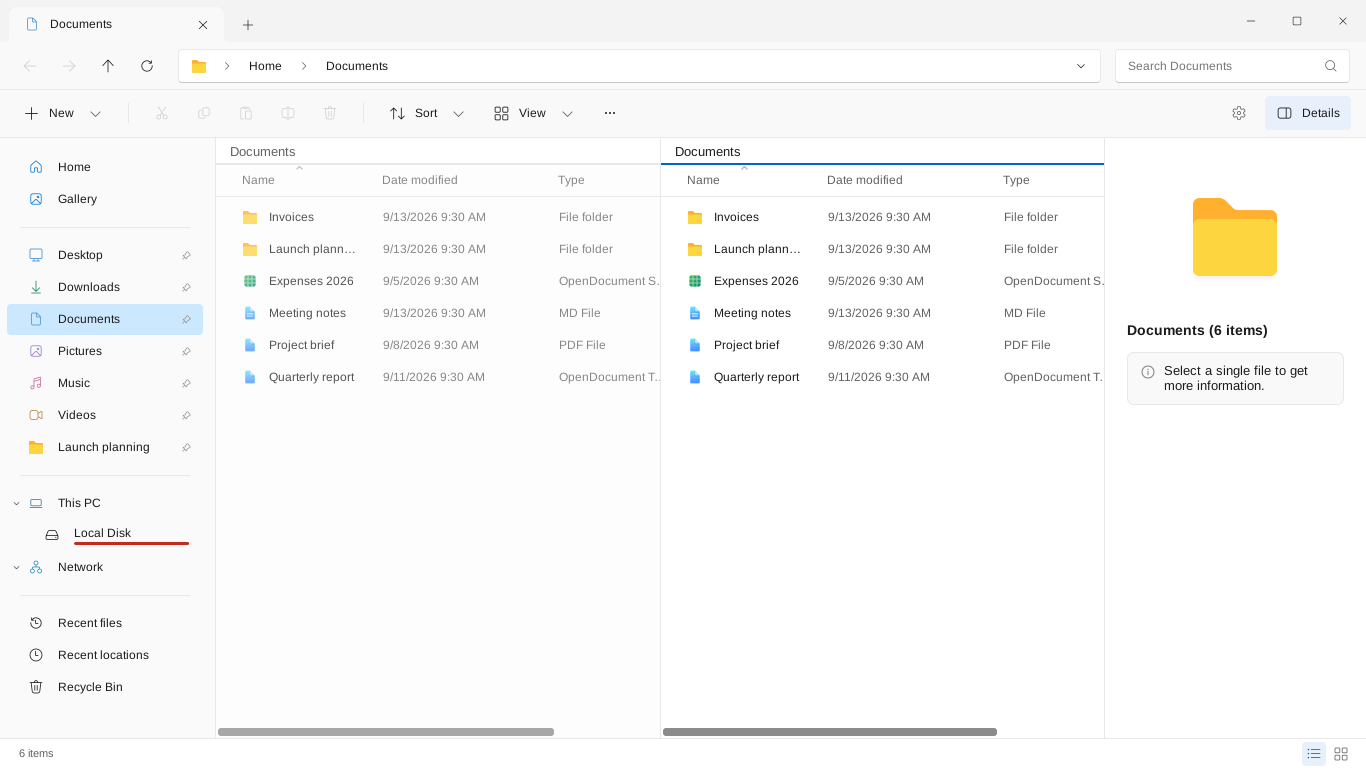 Documents
Home
Documents
Search Documents
New
Sort
View
Details
Home
Gallery
Desktop
Downloads
Documents
Pictures
Music
Videos
Launch planning
This PC
Local Disk
Network
Recent files
Recent locations
Recycle Bin
Documents
Name Date modified Type
Invoices 9/13/2026 9:30 AM File folder
Launch plann... 9/13/2026 9:30 AM File folder
Expenses 2026 9/5/2026 9:30 AM OpenDocument S.
Meeting notes 9/13/2026 9:30 AM MD File
Project brief 9/8/2026 9:30 AM PDF File
Quarterly report 9/11/2026 9:30 AM OpenDocument T..
Documents
Name Date modified Type
Invoices 9/13/2026 9:30 AM File folder
Launch plann... 9/13/2026 9:30 AM File folder
Expenses 2026 9/5/2026 9:30 AM OpenDocument S.
Meeting notes 9/13/2026 9:30 AM MD File
Project brief 9/8/2026 9:30 AM PDF File
Quarterly report 9/11/2026 9:30 AM OpenDocument T.
Documents (6 items)
Select a single file to get
more information.
6 items